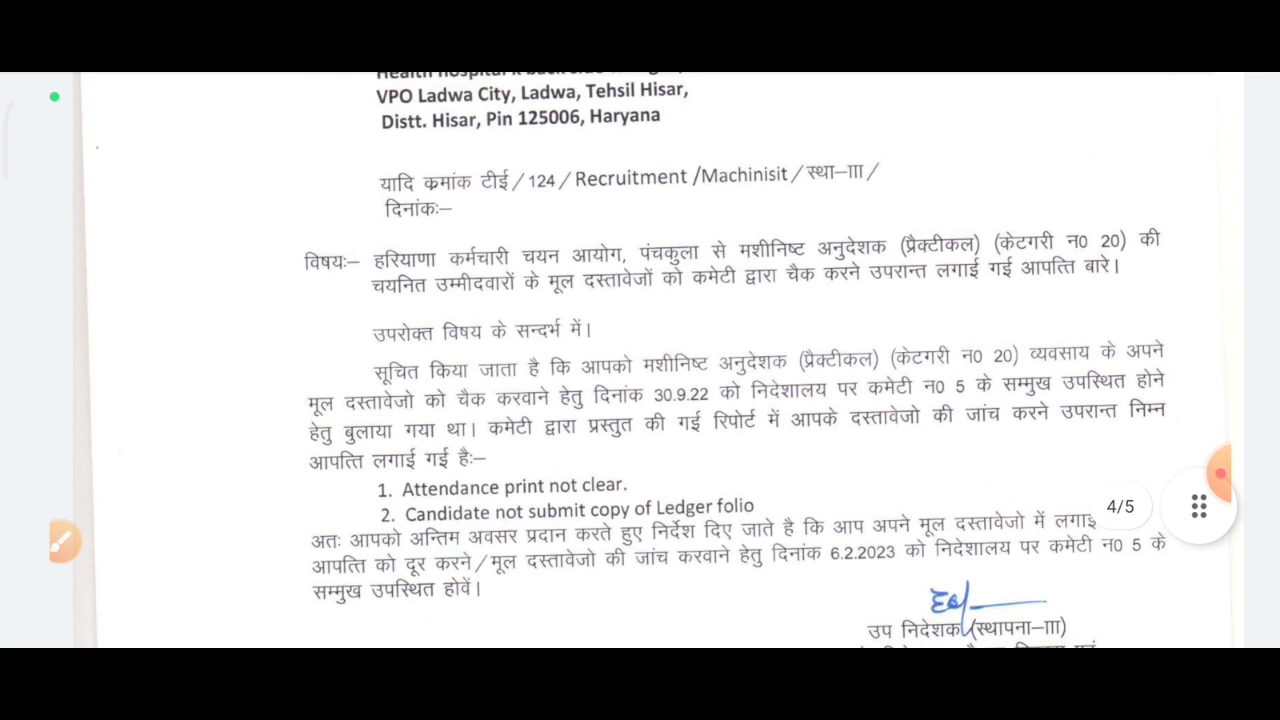 VPO Ladwa City, Ladwa, Tehsil Hisar,
Distt. Hisar, Pin 125006, Haryana
यादि क्रमांक टीई/124/Recruitment/Machinisit/स्था-III/
दिनांकः-
विषयः- हरियाणा कर्मचारी चयन आयोग, पंचकुला से मशीनिष्ट अनुदेशक (प्रैक्टीकल) (केटगरी न0 20) की
चयनित उम्मीदवारों के मूल दस्तावेजों को कमेटी द्वारा चैक करने उपरान्त लगाई गई आपत्ति बारे।
उपरोक्त विषय के सन्दर्भ में।
सूचित किया जाता है कि आपको मशीनिष्ट अनुदेशक (प्रैक्टीकल) (केटगरी न0 20) व्यवसाय के अपने
मूल दस्तावेजो को चैक करवाने हेतु दिनांक 30.9.22 को निदेशालय पर कमेटी न0 5 के सम्मुख उपस्थित होने
हेतु बुलाया गया था। कमेटी द्वारा प्रस्तुत की गई रिपोर्ट में आपके दस्तावेजो की जांच करने उपरान्त निम्न
आपत्ति लगाई गई हैः-
1. Attendance print not clear.
2. Candidate not submit copy of Ledger folio
4/5
अतः आपको अन्तिम अवसर प्रदान करते हुए निर्देश दिए जाते है कि आप अपने मूल दस्तावेजो में लगाई
आपत्ति को दूर करने/मूल दस्तावेजो की जांच करवाने हेतु दिनांक 6.2.2023 को निदेशालय पर कमेटी न0 5 के
सम्मुख उपस्थित होवें।
उप निदेशक (स्थापना-III)